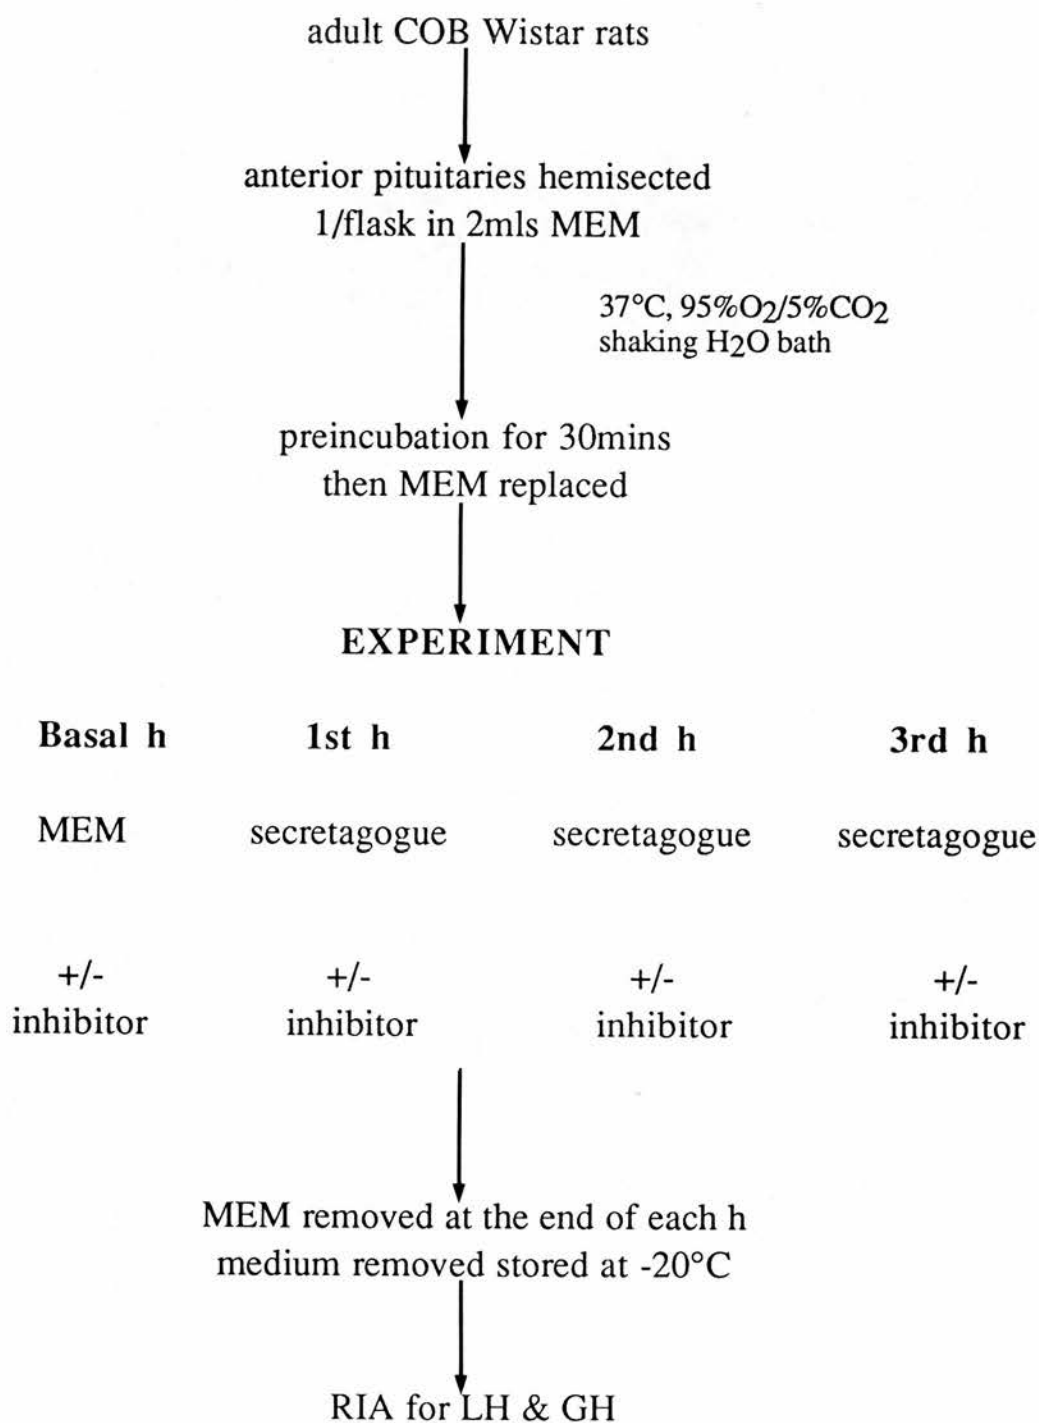 adult COB Wistar rats
anterior pituitaries hemisected
1/flask in 2mls MEM
37°C, 95%O2/5%CO2
shaking H2O bath
preincubation for 30mins
then MEM replaced
EXPERIMENT
Basal h 1st h 2nd h 3rd h
MEM secretagogue secretagogue secretagogue
+/- +/- +/- +/-
inhibitor inhibitor inhibitor inhibitor
MEM removed at the end of each h
medium removed stored at -20°C
RIA for LH & GH